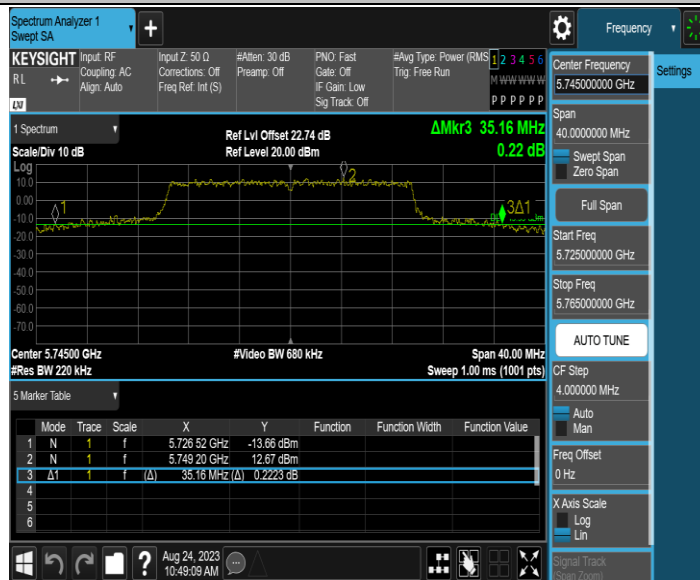 Spectrum Analyzer 1
Swept SA
Frequency
KEYSIGHT
RL
LXI
Input: RF
Coupling: AC
Align: Auto
Input Z: 50 Ω
Corrections: Off
Freq Ref: Int (S)
#Atten: 30 dB
Preamp: Off
PNO: Fast
Gate: Off
IF Gain: Low
Sig Track: Off
#Avg Type: Power (RMS
Trig: Free Run
1 2 3 4 5 6
M W W W W W
P P P P P P
1 Spectrum
Scale/Div 10 dB
Ref Lvl Offset 22.74 dB
Ref Level 20.00 dBm
ΔMkr3 35.16 MHz
0.22 dB
Log
10.0
0.00
-10.0
-20.0
-30.0
-40.0
-50.0
-60.0
-70.0
1
2
3Δ1
Center 5.74500 GHz
#Res BW 220 kHz
#Video BW 680 kHz
Span 40.00 MHz
Sweep 1.00 ms (1001 pts)
5 Marker Table
Mode Trace Scale X Y Function Function Width Function Value
1 N 1 f 5.726 52 GHz -13.66 dBm
2 N 1 f 5.749 20 GHz 12.67 dBm
3 Δ1 1 f (Δ) 35.16 MHz (Δ) 0.2223 dB
4
5
6
Aug 24, 2023
10:49:09 AM
Center Frequency
5.745000000 GHz
Settings
Span
40.0000000 MHz
Swept Span
Zero Span
Full Span
Start Freq
5.725000000 GHz
Stop Freq
5.765000000 GHz
AUTO TUNE
CF Step
4.000000 MHz
Auto
Man
Freq Offset
0 Hz
X Axis Scale
Log
Lin
Signal Track
(Span Zoom)